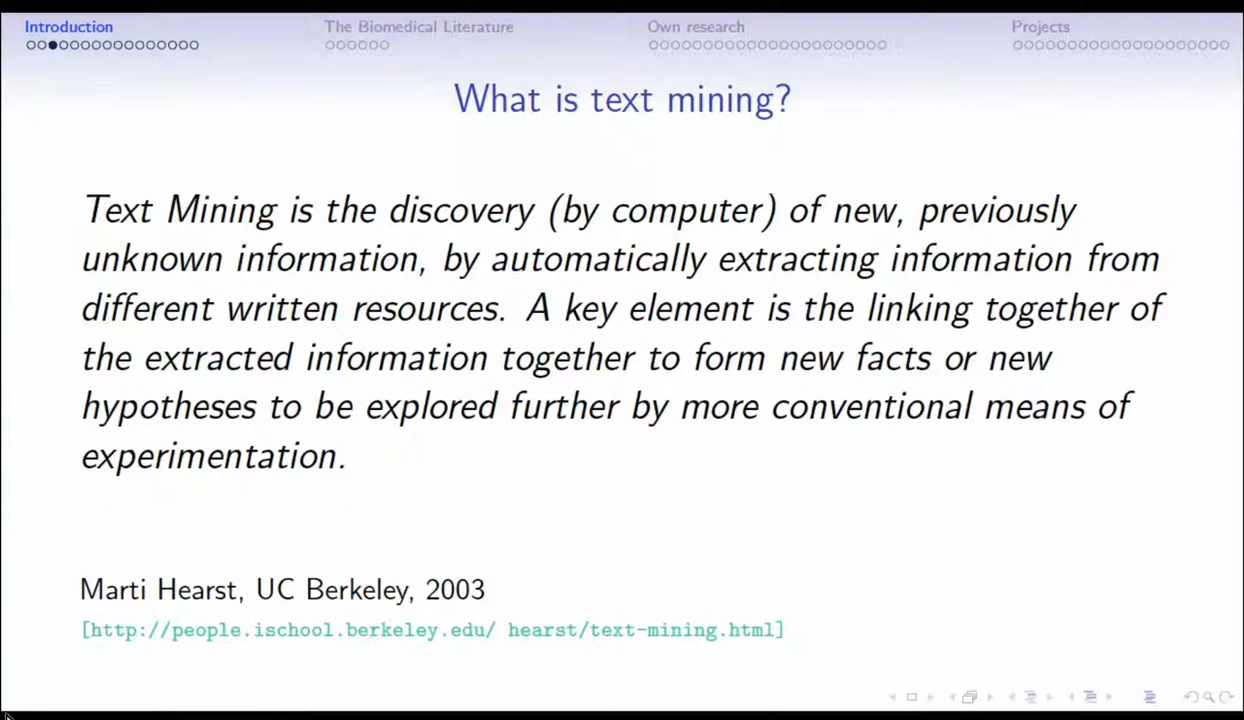 Introduction The Biomedical Literature Own research Projects
What is text mining?
Text Mining is the discovery (by computer) of new, previously
unknown information, by automatically extracting information from
different written resources. A key element is the linking together of
the extracted information together to form new facts or new
hypotheses to be explored further by more conventional means of
experimentation.
Marti Hearst, UC Berkeley, 2003
[http://people.ischool.berkeley.edu/ hearst/text-mining.html]